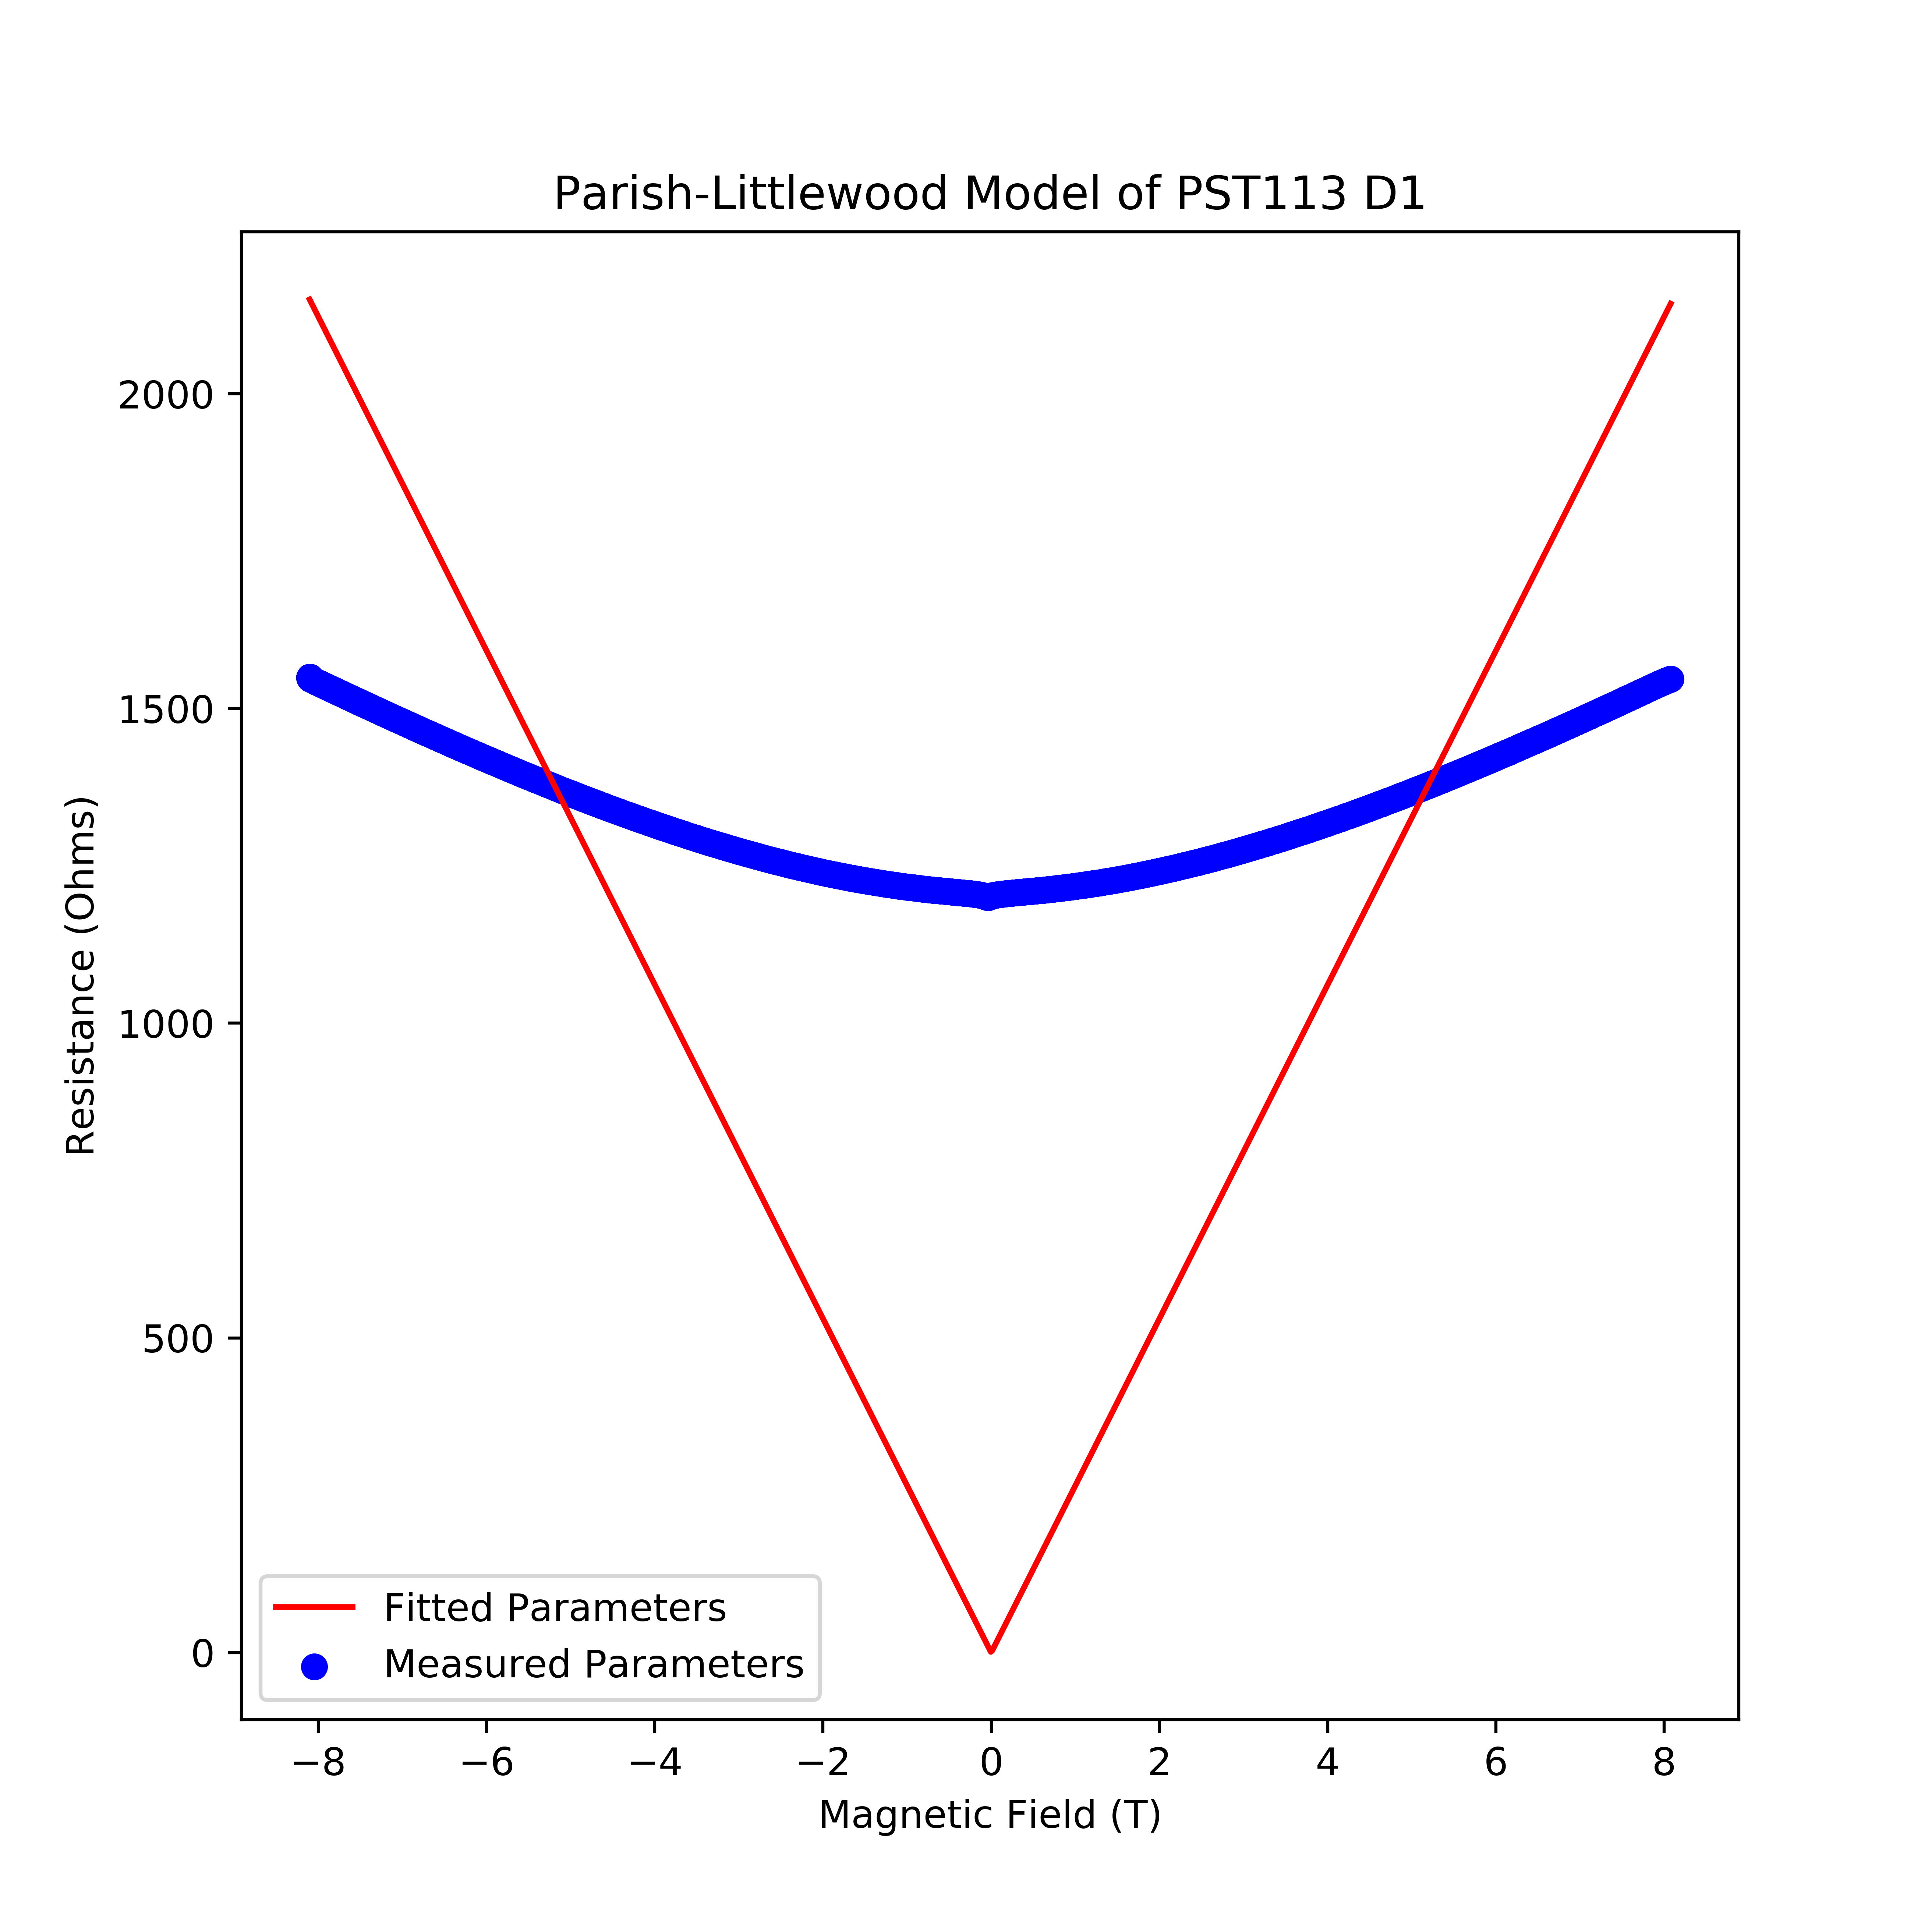 Parish-Littlewood Model of PST113 D1
Resistance (Ohms)
2000
1500
1000
500
0
Fitted Parameters
Measured Parameters
−8 −6 −4 −2 0 2 4 6 8
Magnetic Field (T)